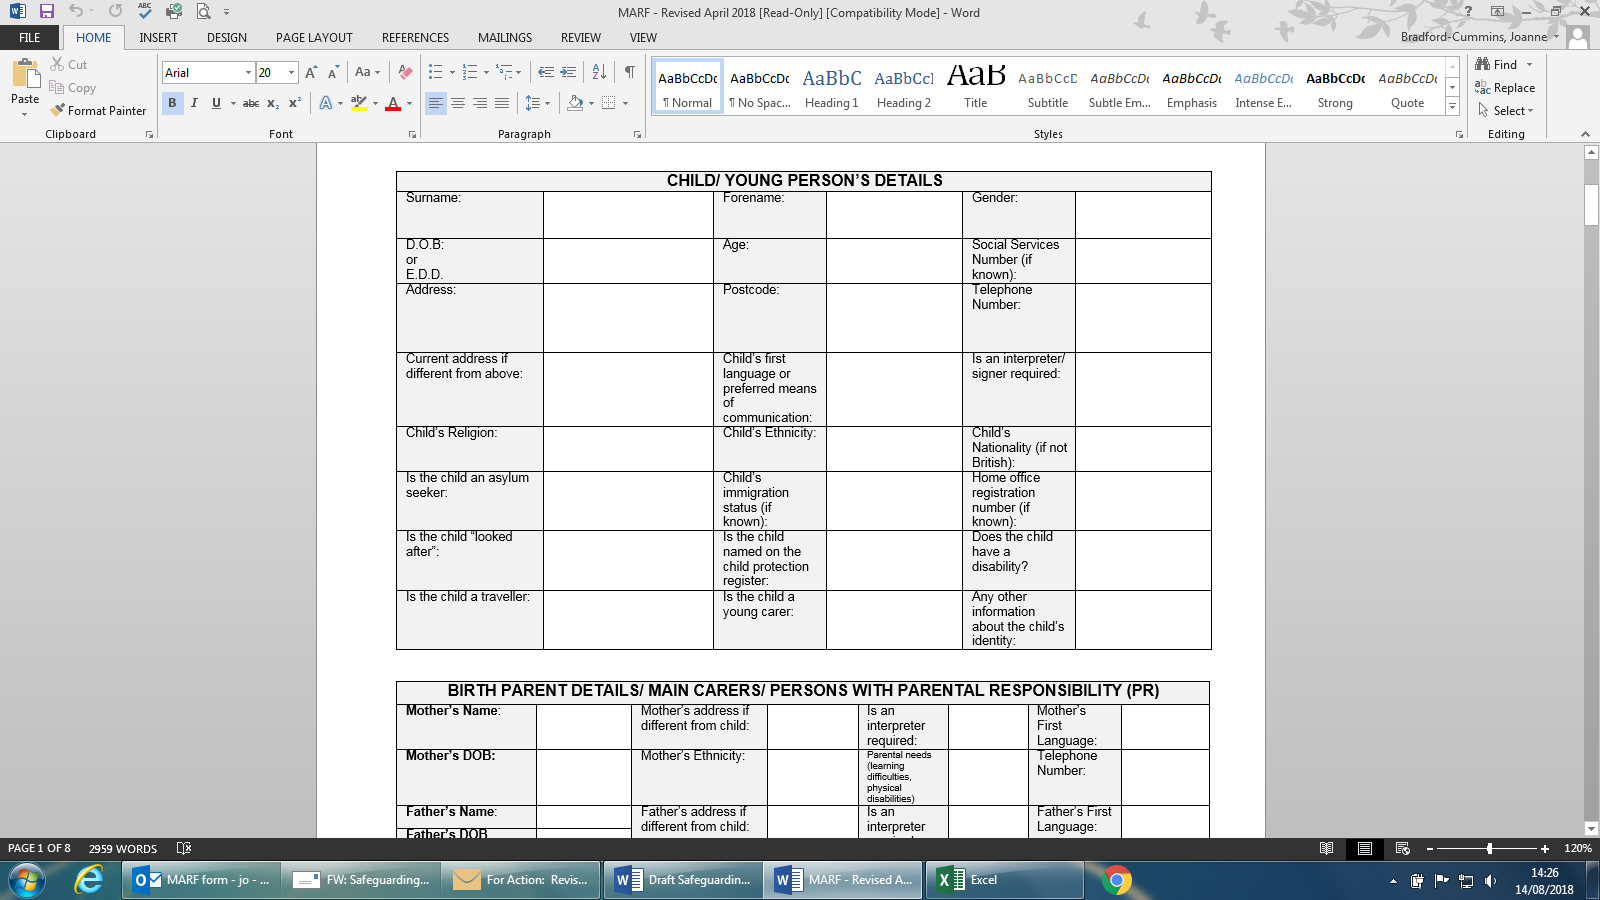 MARF - Revised April 2018 [Read-Only] [Compatibility Mode] - Word
FILE HOME INSERT DESIGN PAGE LAYOUT REFERENCES MAILINGS REVIEW VIEW
Bradford-Cummins, Joanne
Paste
Cut
Copy
Format Painter
Clipboard
Arial 20
Font
Paragraph
AaBbCcDc AaBbCcDc AaBbC AaBbCcI AaB AaBbCcD AaBbCcDc AaBbCcDc AaBbCcDc AaBbCcDc AaBbCcDc
¶ Normal ¶ No Spac... Heading 1 Heading 2 Title Subtitle Subtle Em... Emphasis Intense E... Strong Quote
Styles
Find
Replace
Select
Editing
CHILD/ YOUNG PERSON'S DETAILS
Surname:
Forename:
Gender:
D.O.B:
or
E.D.D.
Age:
Social Services
Number (if
known):
Address:
Postcode:
Telephone
Number:
Current address if
different from above:
Child's first
language or
preferred means
of
communication:
Is an interpreter/
signer required:
Child's Religion:
Child's Ethnicity:
Child's
Nationality (if not
British):
Is the child an asylum
seeker:
Child's
immigration
status (if
known):
Home office
registration
number (if
known):
Is the child “looked
after”:
Is the child
named on the
child protection
register:
Does the child
have a
disability?
Is the child a traveller:
Is the child a
young carer:
Any other
information
about the child's
identity:
BIRTH PARENT DETAILS/ MAIN CARERS/ PERSONS WITH PARENTAL RESPONSIBILITY (PR)
Mother's Name:
Mother's address if
different from child:
Is an
interpreter
required:
Mother's
First
Language:
Mother's DOB:
Mother's Ethnicity:
Parental needs
(learning
difficulties,
physical
disabilities)
Telephone
Number:
Father's Name:
Father's DOB
Father's address if
different from child:
Is an
interpreter
Father's First
Language:
PAGE 1 OF 8 2959 WORDS
120%
MARF form - jo - ...
FW: Safeguarding...
For Action: Revis...
Draft Safeguardin...
MARF - Revised A...
Excel
14:26
14/08/2018